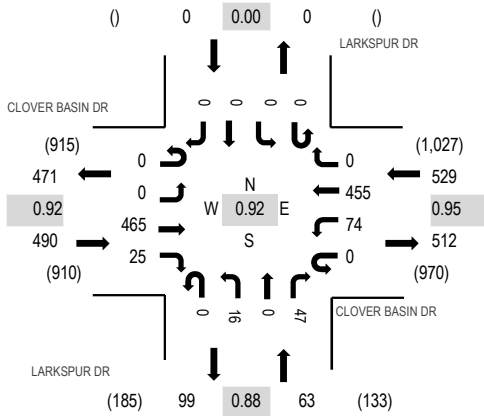 () 0 0.00 0 ()
LARKSPUR DR
CLOVER BASIN DR
0 0 0 0
(915) (1,027)
471 0 0 529
0 N 455
0.92 W 0.92 E 0.95
465 S 74
490 25 0 512
(910) (970)
0 16 0 47
CLOVER BASIN DR
LARKSPUR DR
(185) 99 0.88 63 (133)